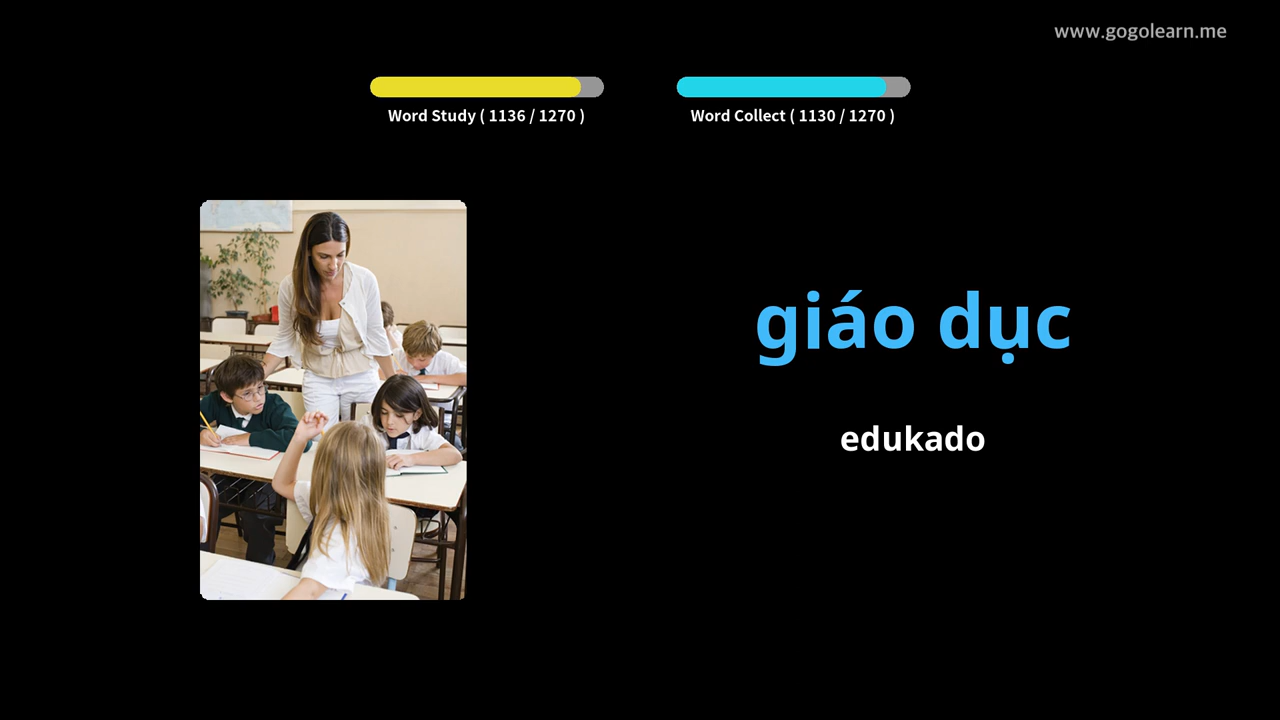 www.gogolearn.me
Word Study ( 1136 / 1270 )
Word Collect ( 1130 / 1270 )
giáo dục
edukado